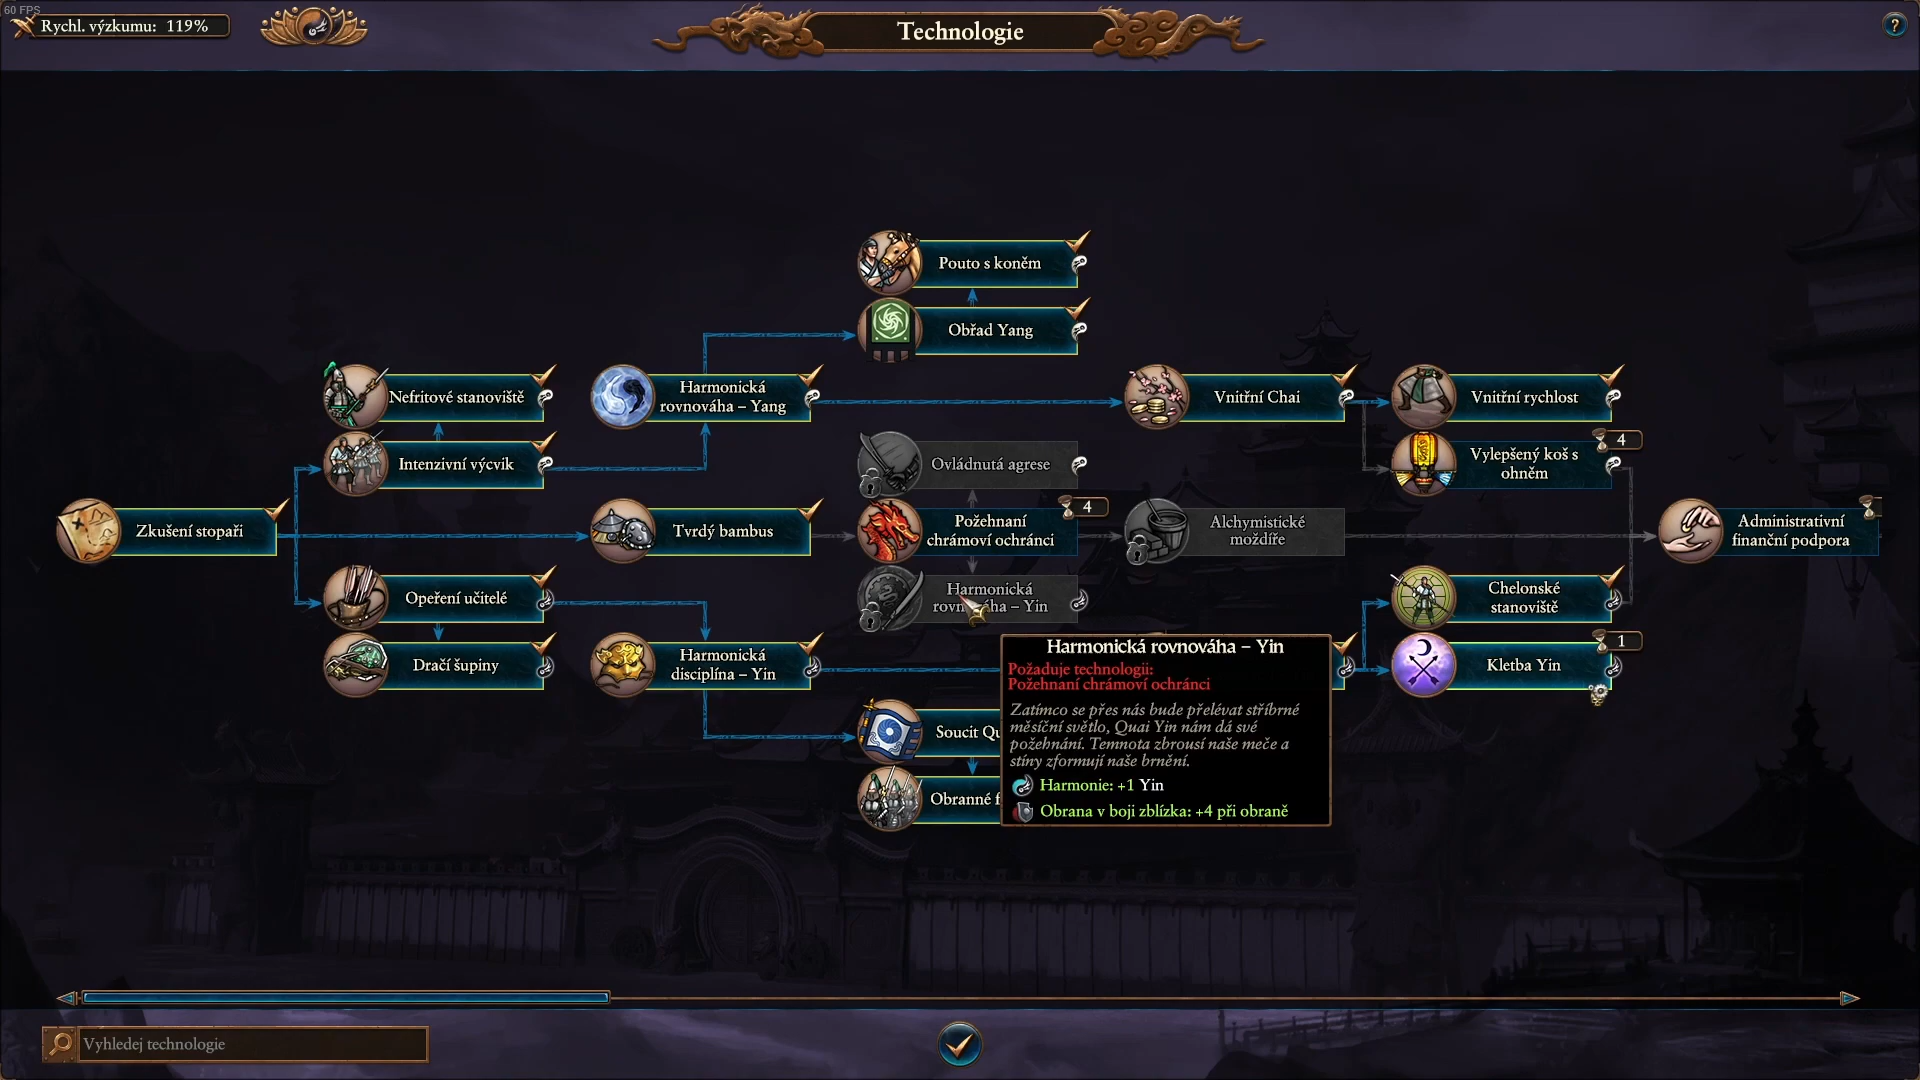 60 FPS
Rychl. výzkumu: 119%
Technologie
?
Pouto s koněm
Obřad Yang
Nefritové stanoviště
Harmonická
rovnováha – Yang
Vnitřní Chai
Vnitřní rychlost
Intenzivní výcvik
Ovládnutá agrese
Vylepšený koš s
ohněm
4
Zkušení stopaři
Tvrdý bambus
Požehnaní
chrámoví ochránci
4
Alchymistické
moždíře
Administrativní
finanční podpora
Opeření učitelé
Harmonická
Yin
Chelonské
stanoviště
Dračí šupiny
Harmonická
disciplína – Yin
Kletba Yin
1
Harmonická rovnováha – Yin
Požaduje technologii:
Požehnaní chrámoví ochránci
Zatímco se přes nás bude přelévat stříbrné
měsíční světlo, Quai Yin nám dá své
požehnání. Temnota zbrousí naše meče a
stíny zformují naše brnění.
Harmonie: +1 Yin
Obrana v boji zblízka: +4 při obraně
Soucit Qu
Obranné f
Vyhledej technologie